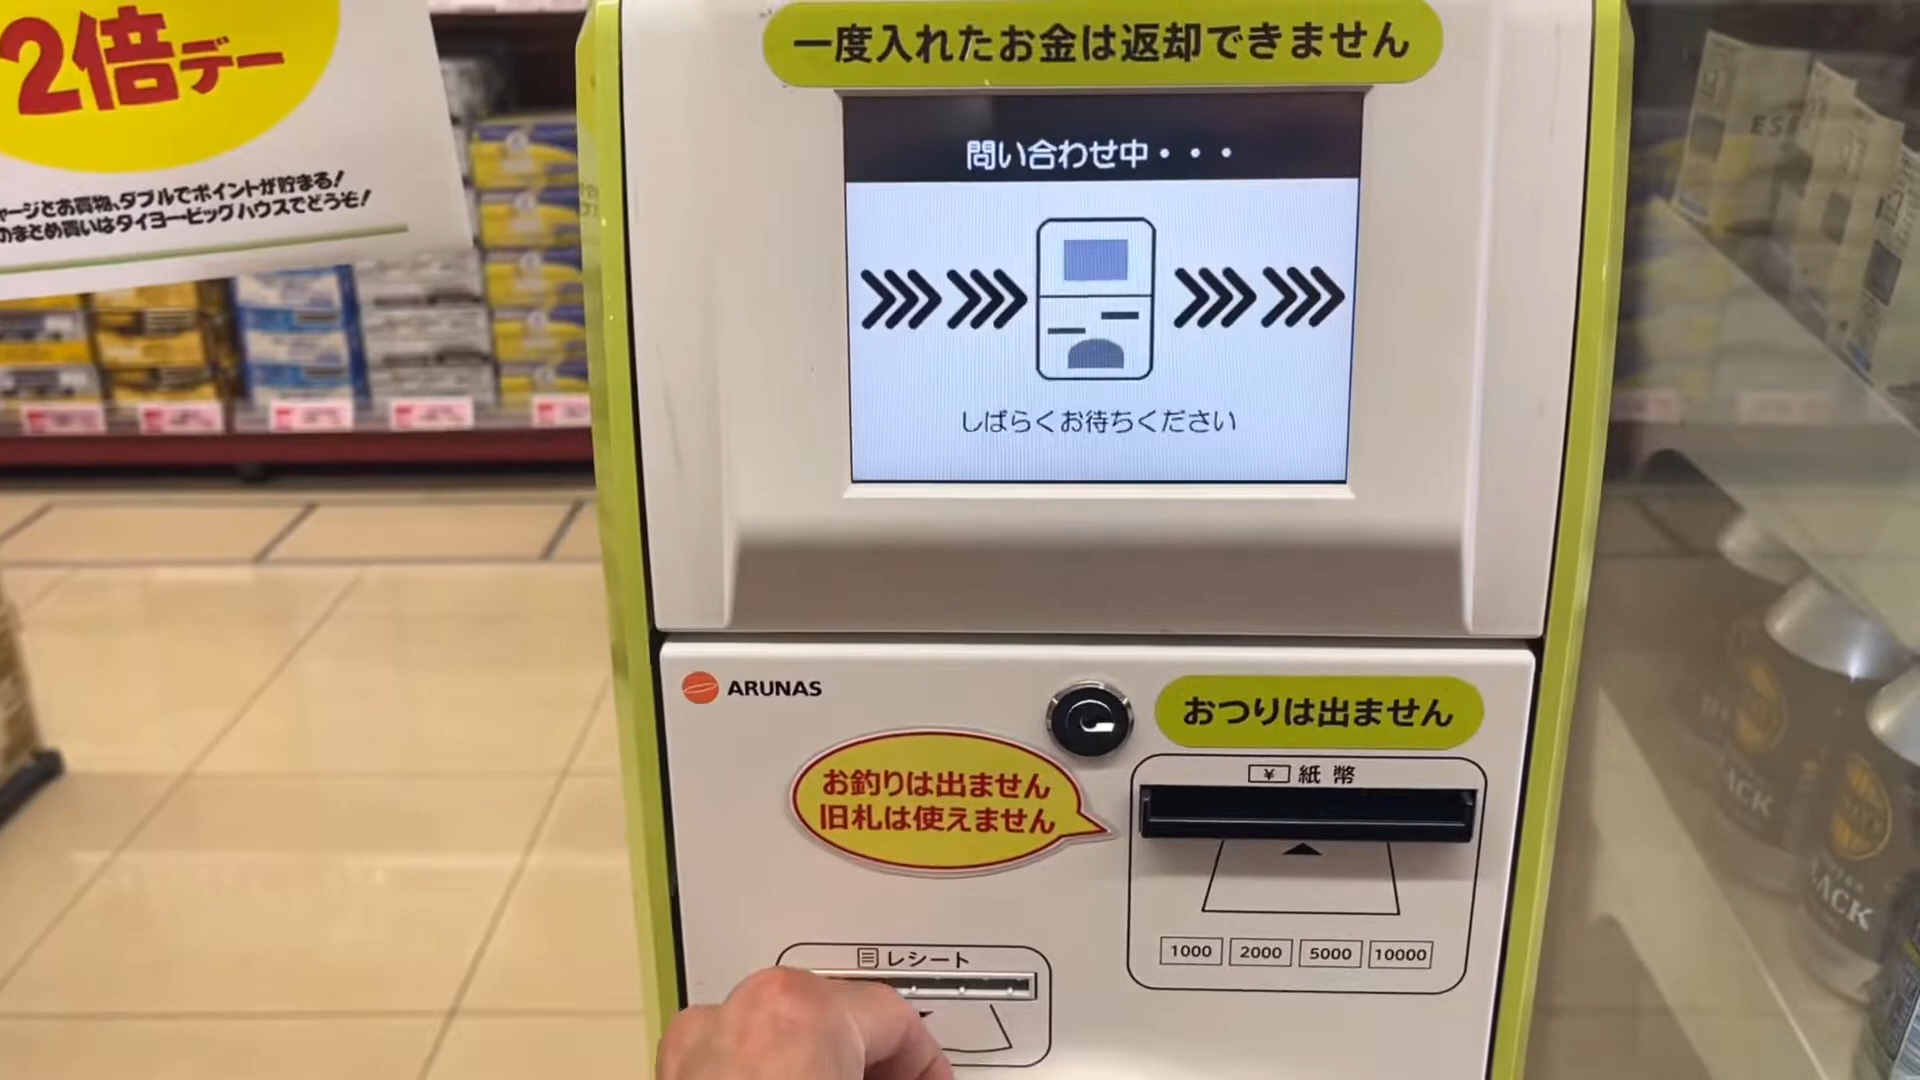 2倍デー
ャージとお買物、ダブルでポイントが貯まる!
のまとめ買いはタイヨービッグハウスでどうぞ!
一度入れたお金は返却できません
問い合わせ中・・・
しばらくお待ちください
ARUNAS
おつりは出ません
お釣りは出ません
旧札は使えません
¥ 紙幣
1000 2000 5000 10000
レシート
BLACK